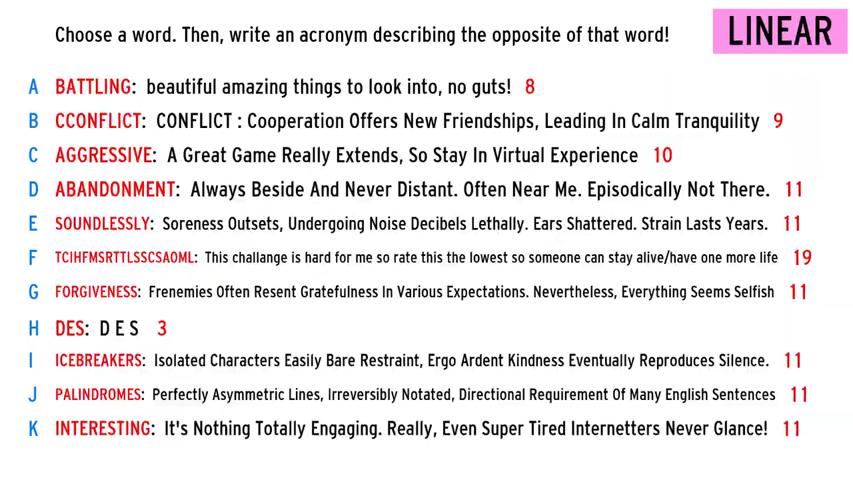 Choose a word. Then, write an acronym describing the opposite of that word!
LINEAR
A BATTLING: beautiful amazing things to look into, no guts! 8
B CCONFLICT: CONFLICT : Cooperation Offers New Friendships, Leading In Calm Tranquility 9
C AGGRESSIVE: A Great Game Really Extends, So Stay In Virtual Experience 10
D ABANDONMENT: Always Beside And Never Distant. Often Near Me. Episodically Not There. 11
E SOUNDLESSLY: Soreness Outsets, Undergoing Noise Decibels Lethally. Ears Shattered. Strain Lasts Years. 11
F TCIHFMSRTTLSSCSAOML: This challange is hard for me so rate this the lowest so someone can stay alive/have one more life 19
G FORGIVENESS: Frenemies Often Resent Gratefulness In Various Expectations. Nevertheless, Everything Seems Selfish 11
H DES: D E S 3
I ICEBREAKERS: Isolated Characters Easily Bare Restraint, Ergo Ardent Kindness Eventually Reproduces Silence. 11
J PALINDROMES: Perfectly Asymmetric Lines, Irreversibly Notated, Directional Requirement Of Many English Sentences 11
K INTERESTING: It's Nothing Totally Engaging. Really, Even Super Tired Internetters Never Glance! 11